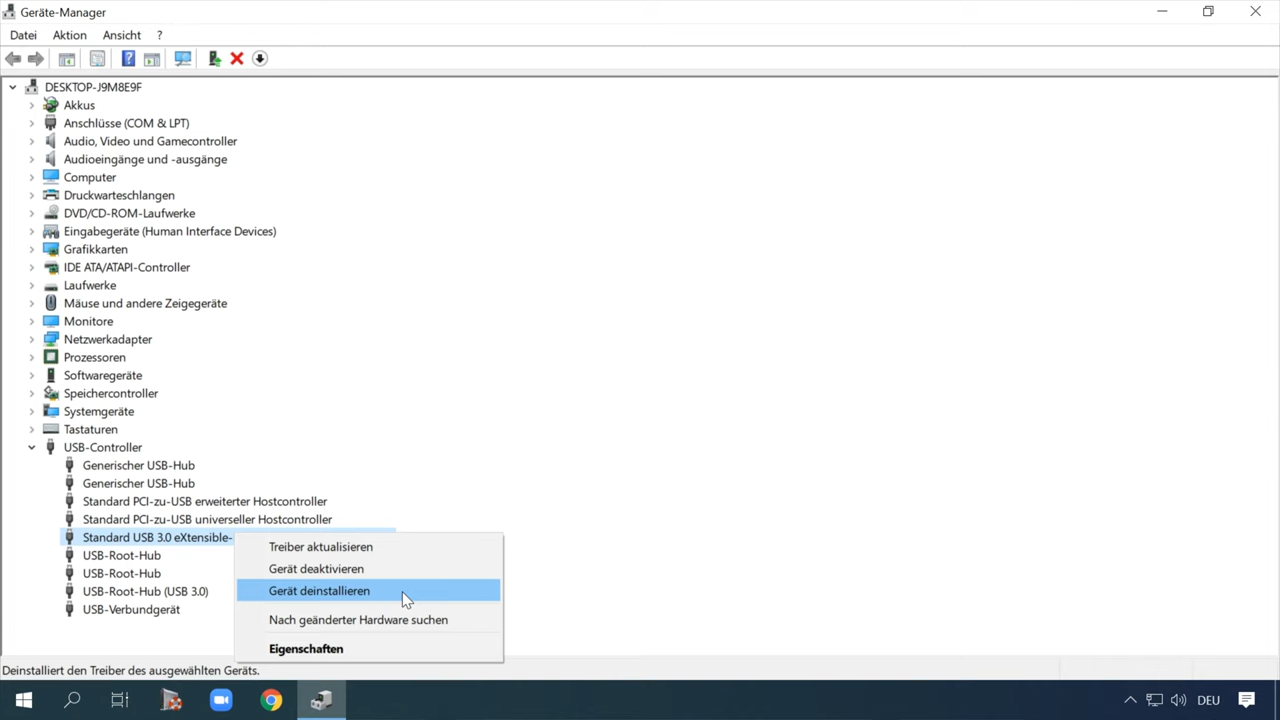 Geräte-Manager
Datei Aktion Ansicht ?
DESKTOP-J9M8E9F
Akkus
Anschlüsse (COM & LPT)
Audio, Video und Gamecontroller
Audioeingänge und -ausgänge
Computer
Druckwarteschlangen
DVD/CD-ROM-Laufwerke
Eingabegeräte (Human Interface Devices)
Grafikkarten
IDE ATA/ATAPI-Controller
Laufwerke
Mäuse und andere Zeigegeräte
Monitore
Netzwerkadapter
Prozessoren
Softwaregeräte
Speichercontroller
Systemgeräte
Tastaturen
USB-Controller
Generischer USB-Hub
Generischer USB-Hub
Standard PCI-zu-USB erweiterter Hostcontroller
Standard PCI-zu-USB universeller Hostcontroller
Standard USB 3.0 eXtensible-
USB-Root-Hub
USB-Root-Hub
USB-Root-Hub (USB 3.0)
USB-Verbundgerät
Treiber aktualisieren
Gerät deaktivieren
Gerät deinstallieren
Nach geänderter Hardware suchen
Eigenschaften
Deinstalliert den Treiber des ausgewählten Geräts.
DEU